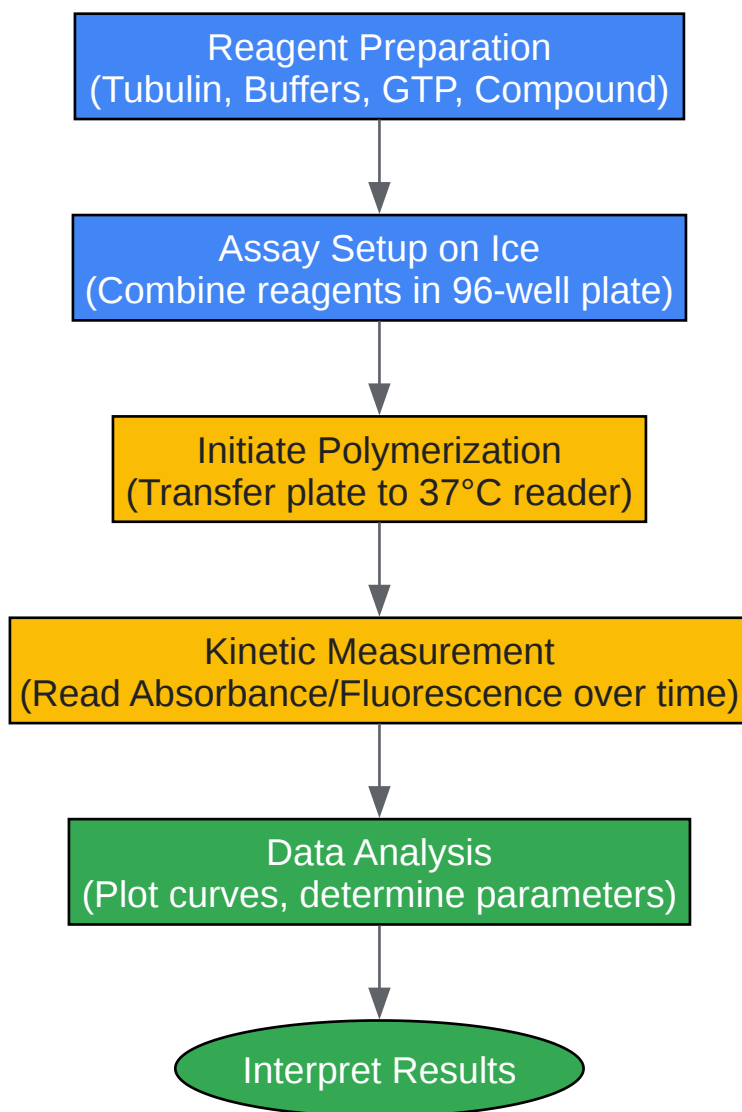 Reagent Preparation
(Tubulin, Buffers, GTP, Compound)
Assay Setup on Ice
(Combine reagents in 96-well plate)
Initiate Polymerization
(Transfer plate to 37°C reader)
Kinetic Measurement
(Read Absorbance/Fluorescence over time)
Data Analysis
(Plot curves, determine parameters)
Interpret Results